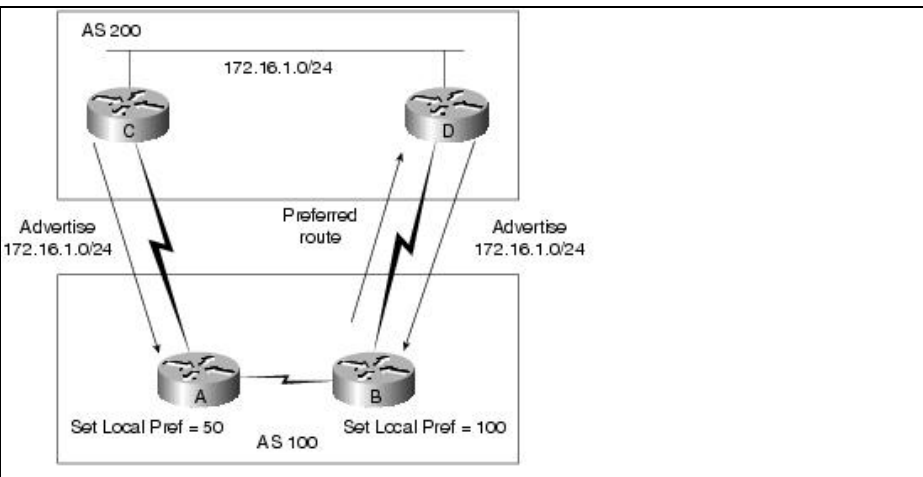 AS 200
172.16.1.0/24
C
D
Advertise
172.16.1.0/24
Preferred
route
Advertise
172.16.1.0/24
A
B
Set Local Pref = 50
Set Local Pref = 100
AS 100